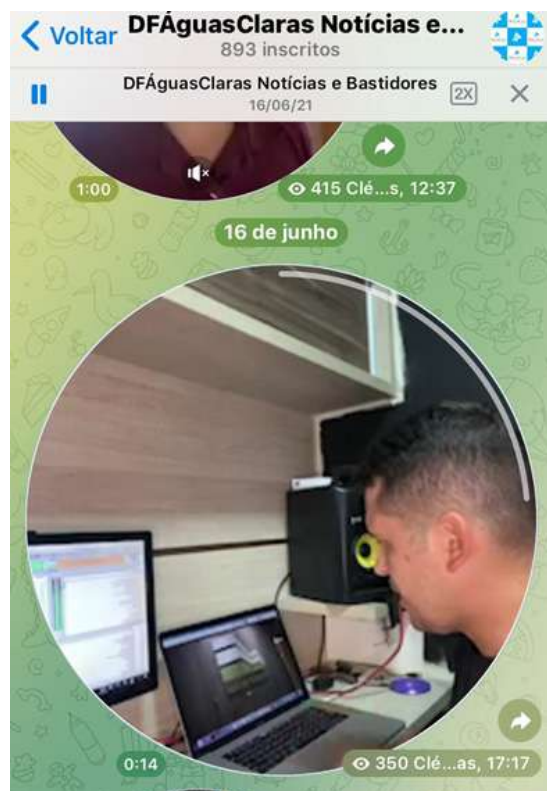 Voltar
DFÁguasClaras Notícias e...
893 inscritos
DFÁguasClaras Notícias e Bastidores
2X
16/06/21
1:00
415 Clé...s, 12:37
16 de junho
0:14
350 Clé...as, 17:17